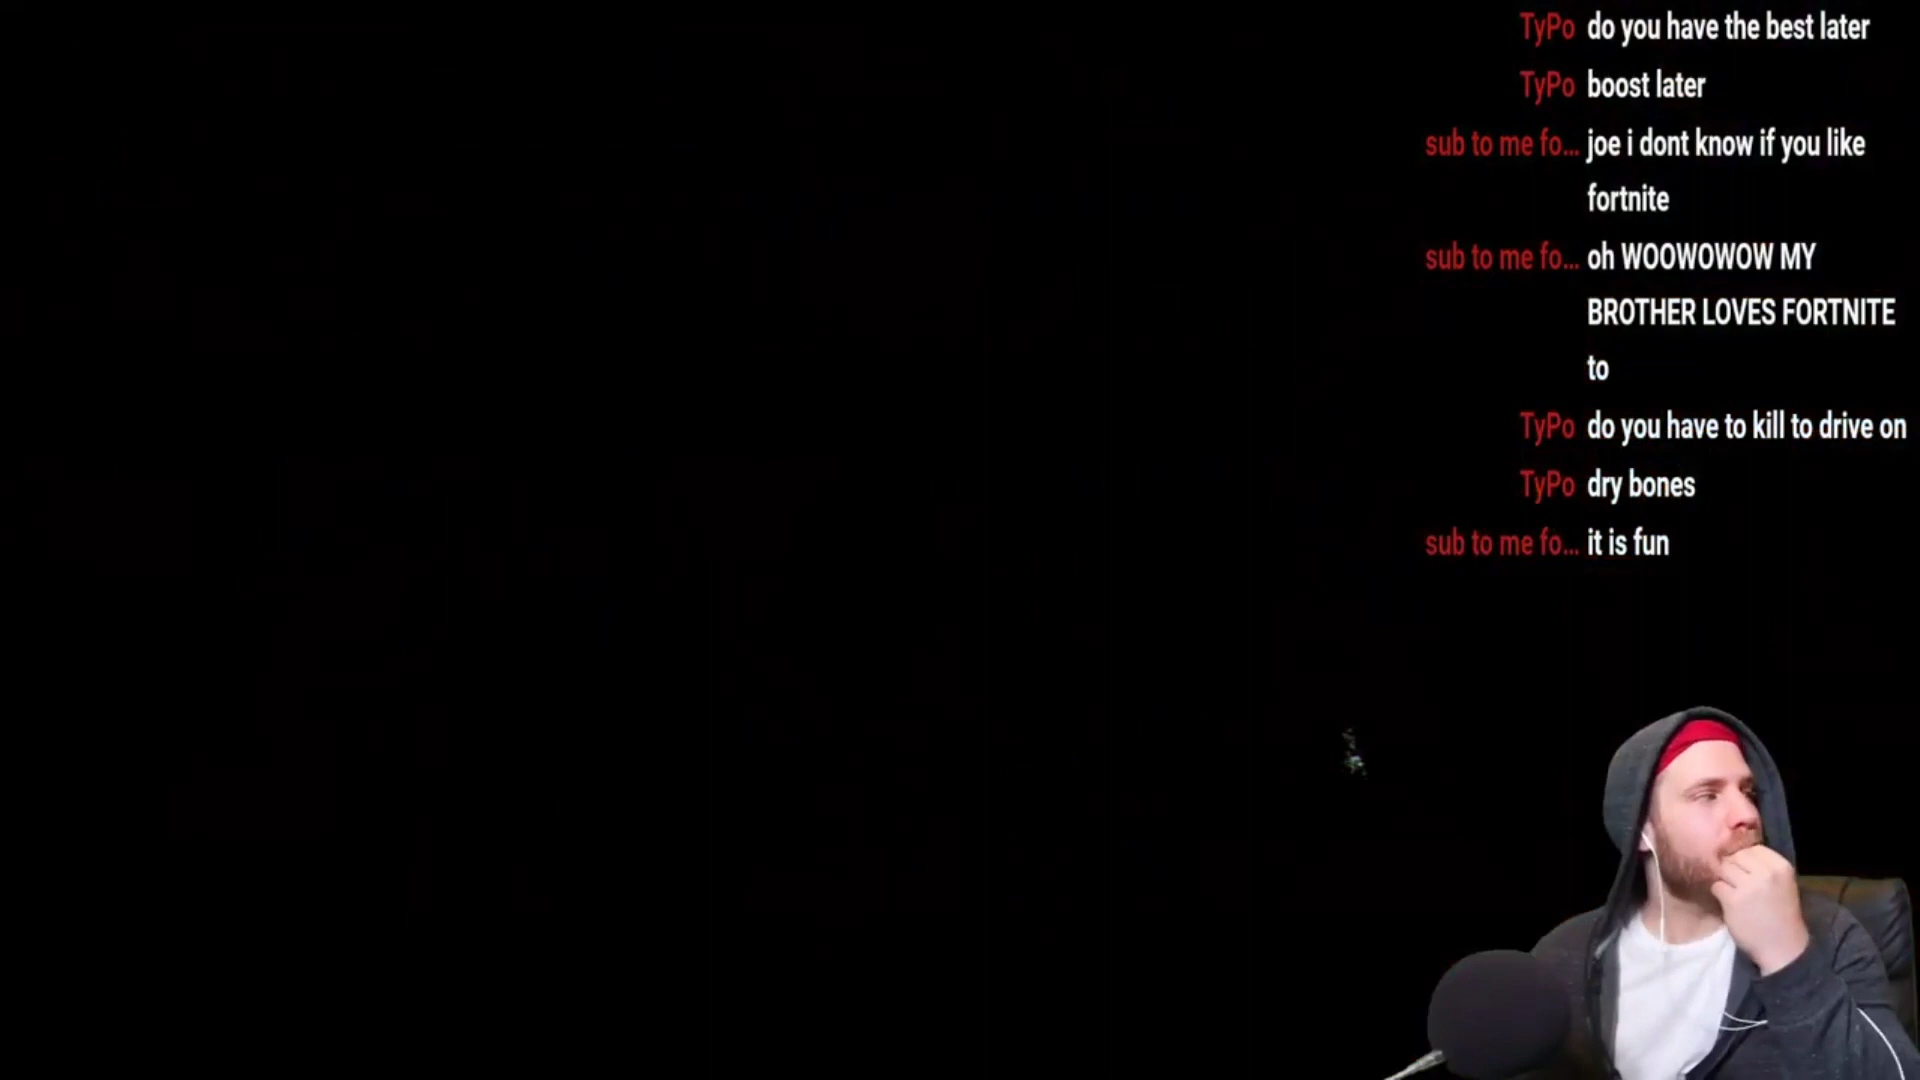 TyPo do you have the best later
TyPo boost later
sub to me fo... joe i dont know if you like
fortnite
sub to me fo... oh WOOWOWOW MY
BROTHER LOVES FORTNITE
to
TyPo do you have to kill to drive on
TyPo dry bones
sub to me fo... it is fun